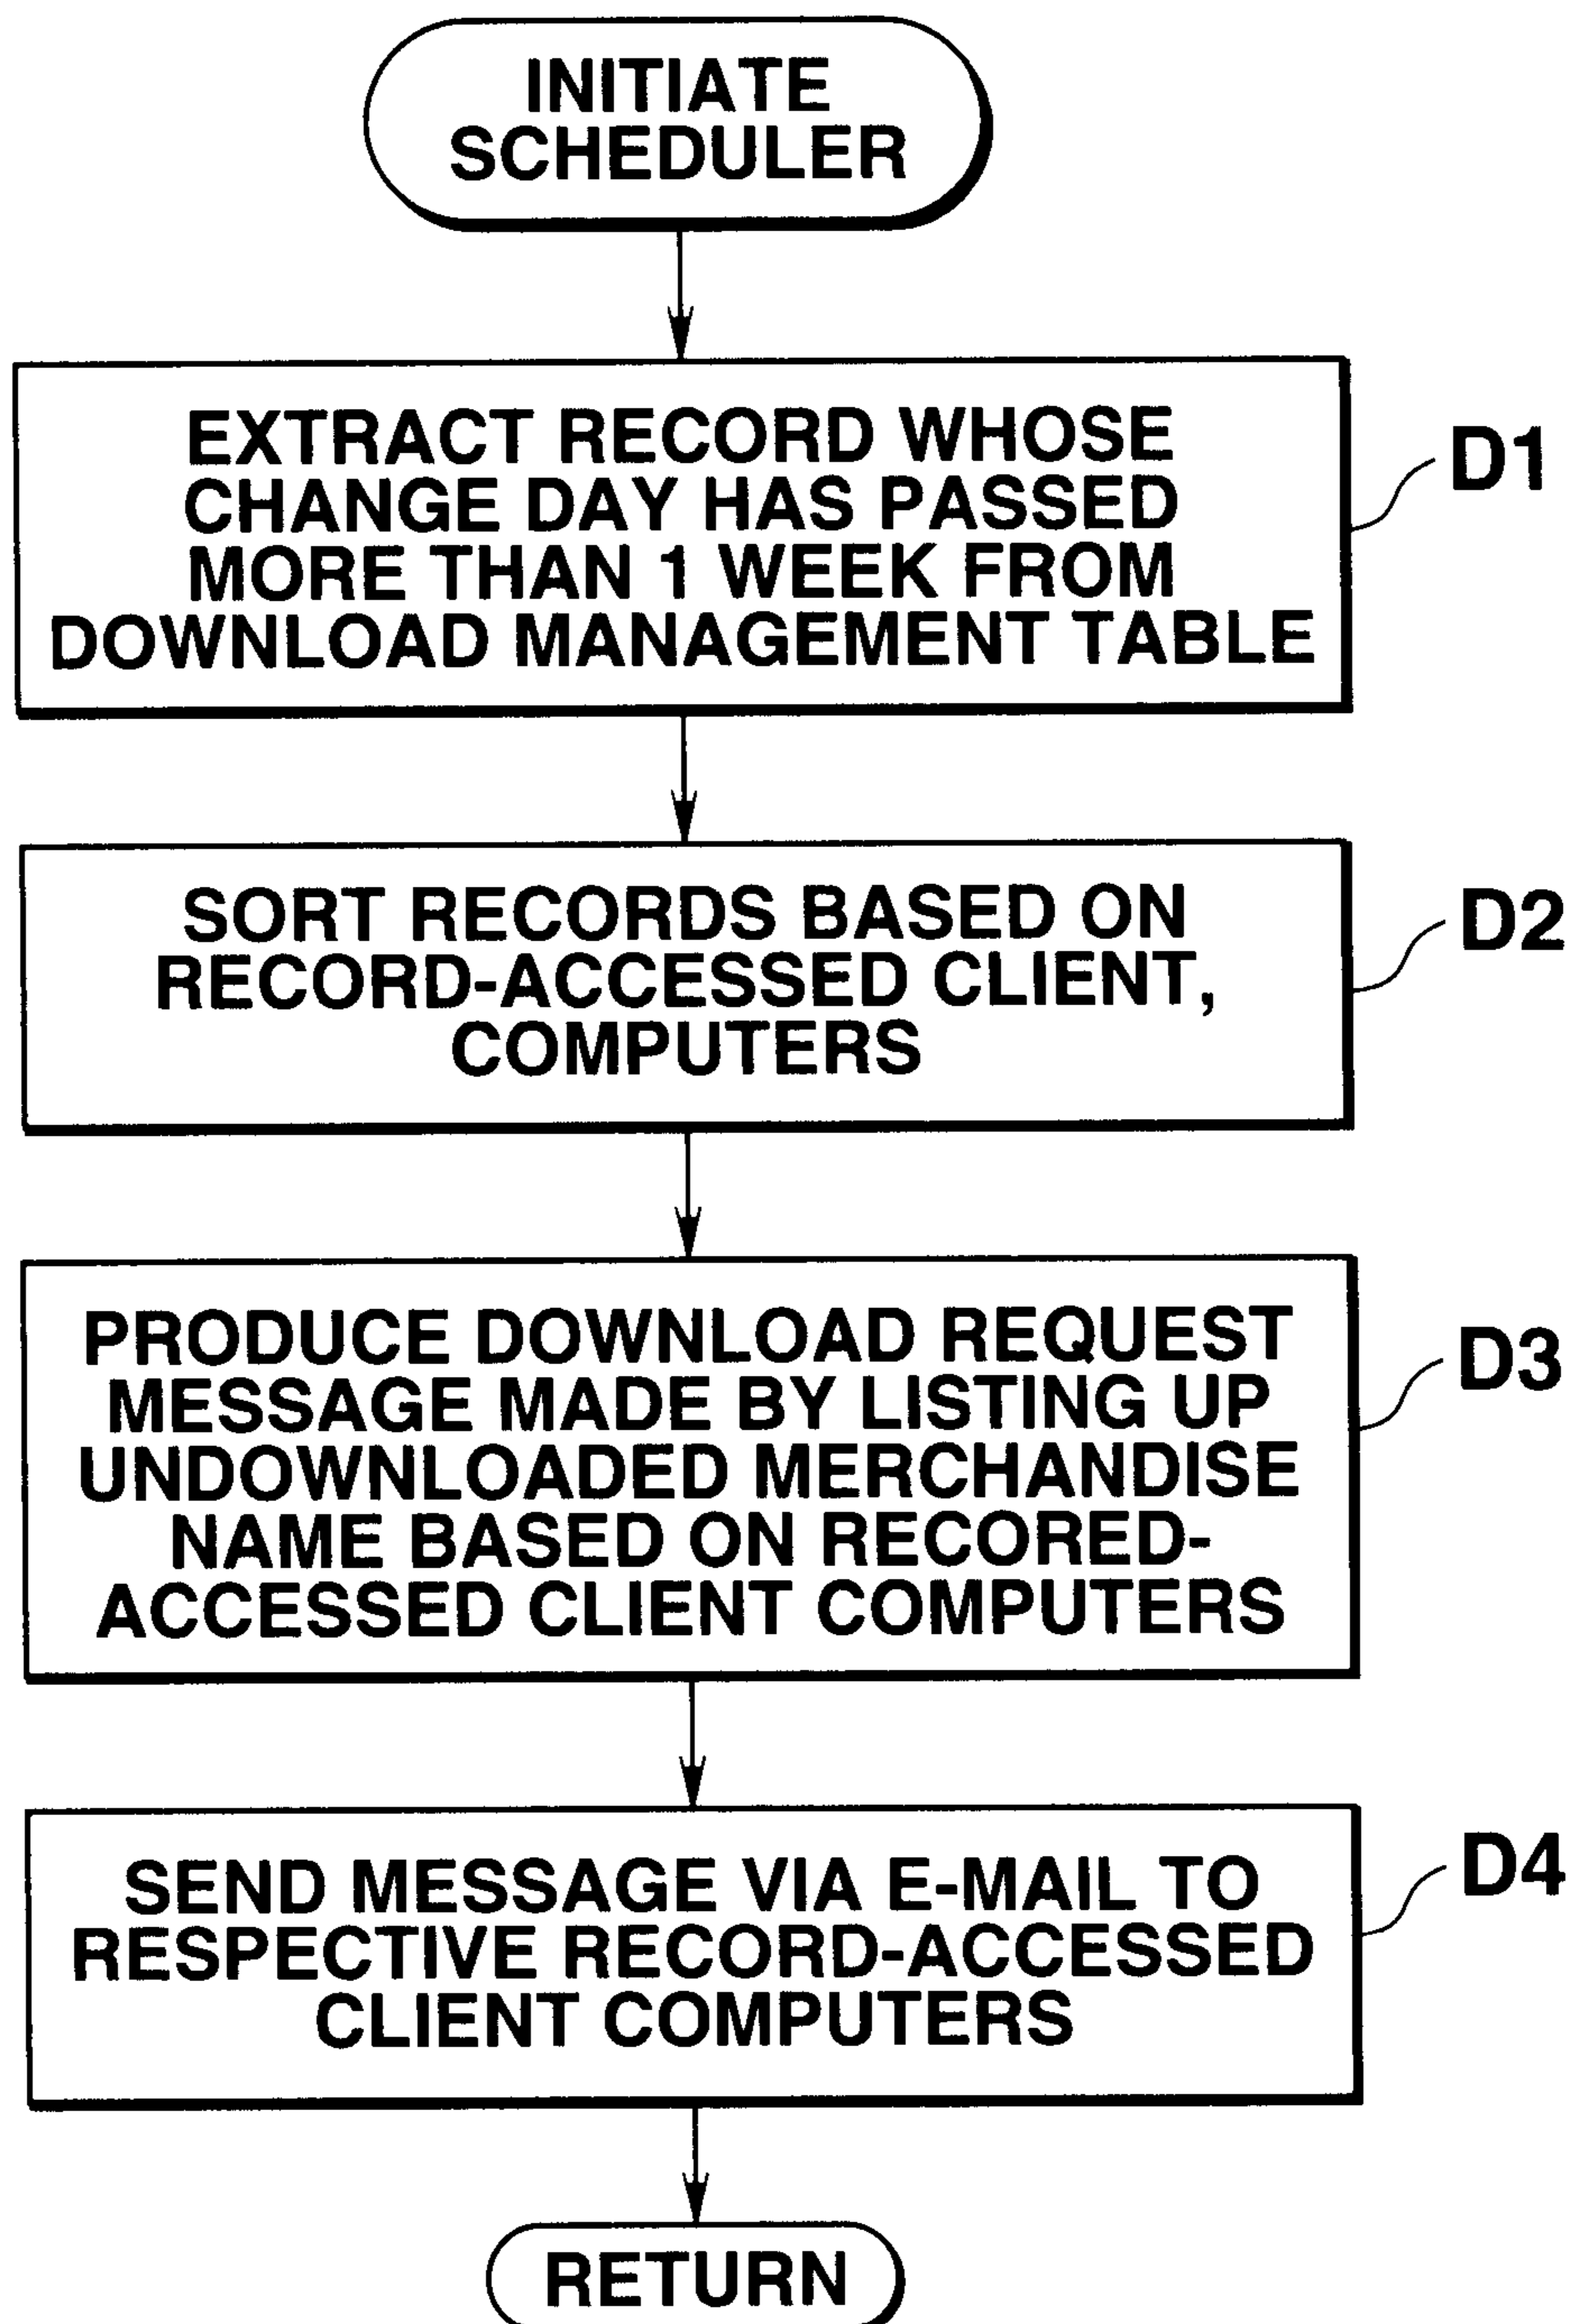 INITIATE
SCHEDULER
EXTRACT RECORD WHOSE
CHANGE DAY HAS PASSED
MORE THAN 1 WEEK FROM
DOWNLOAD MANAGEMENT TABLE
D1
SORT RECORDS BASED ON
RECORD-ACCESSED CLIENT,
COMPUTERS
D2
PRODUCE DOWNLOAD REQUEST
MESSAGE MADE BY LISTING UP
UNDOWNLOADED MERCHANDISE
NAME BASED ON RECORED-
ACCESSED CLIENT COMPUTERS
D3
SEND MESSAGE VIA E-MAIL TO
RESPECTIVE RECORD-ACCESSED
CLIENT COMPUTERS
D4
RETURN